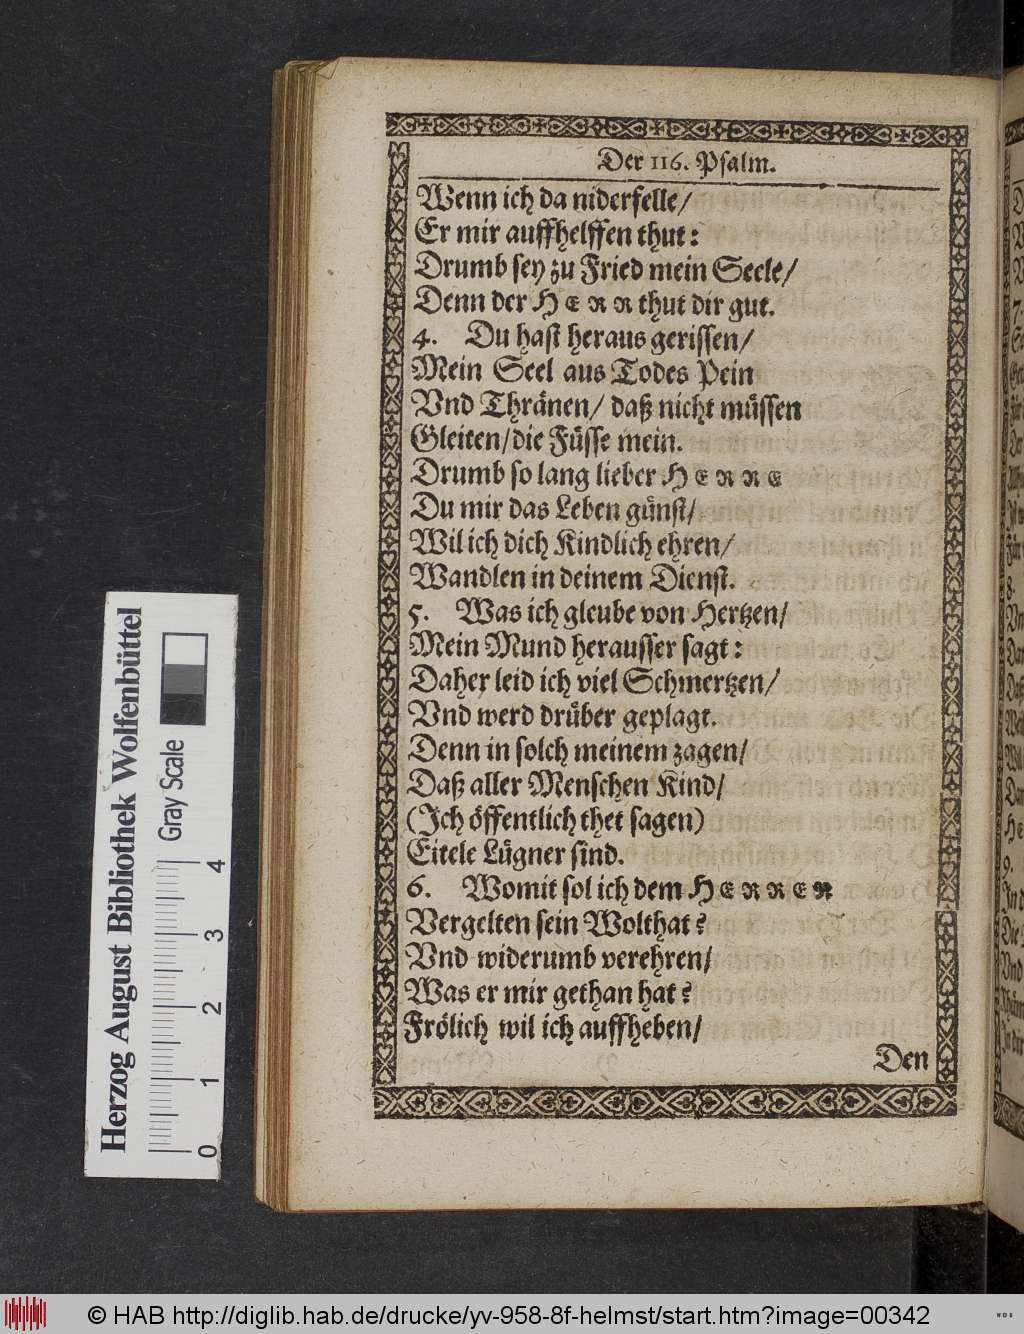 Der 116. Psalm.
Wenn ich da niderfelle/
Er mir auffhelffen thut:
Drumb sey zu Fried mein Seele/
Denn der HERR thut dir gut.
4. Du hast heraus gerissen/
Mein Seel aus Todes Pein
Vnd Thränen/ daß nicht müssen
Gleiten/die Füsse mein.
Drumb so lang lieber HERRE
Du mir das Leben günst/
Wil ich dich Kindlich ehren/
Wandlen in deinem Dienst.
5. Was ich gleube von Hertzen/
Mein Mund herausser sagt:
Daher leid ich viel Schmertzen/
Vnd werd drüber geplagt.
Denn in solch meinem zagen/
Daß aller Menschen Kind/
(Ich öffentlich thet sagen)
Eitele Lügner sind.
6. Womit sol ich dem HERREN
Vergelten sein Wolthat?
Vnd widerumb verehren/
Was er mir gethan hat?
Frölich wil ich auffheben/
Den
Herzog August Bibliothek Wolfenbüttel
Gray Scale
0 1 2 3 4
© HAB http://diglib.hab.de/drucke/yv-958-8f-helmst/start.htm?image=00342